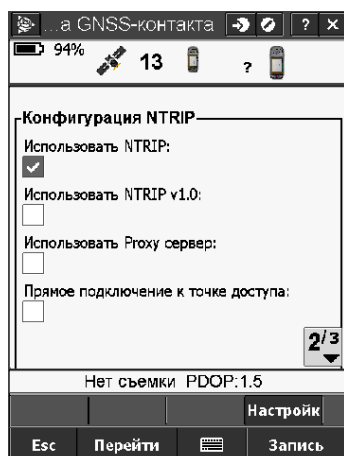 ...а GNSS-контакта ? ×
94% 13 ?
Конфигурация NTRIP
Использовать NTRIP:
Использовать NTRIP v1.0:
Использовать Proxy сервер:
Прямое подключение к точке доступа:
2/3
Нет съемки PDOP:1.5
Настройк
Esc Перейти Запись